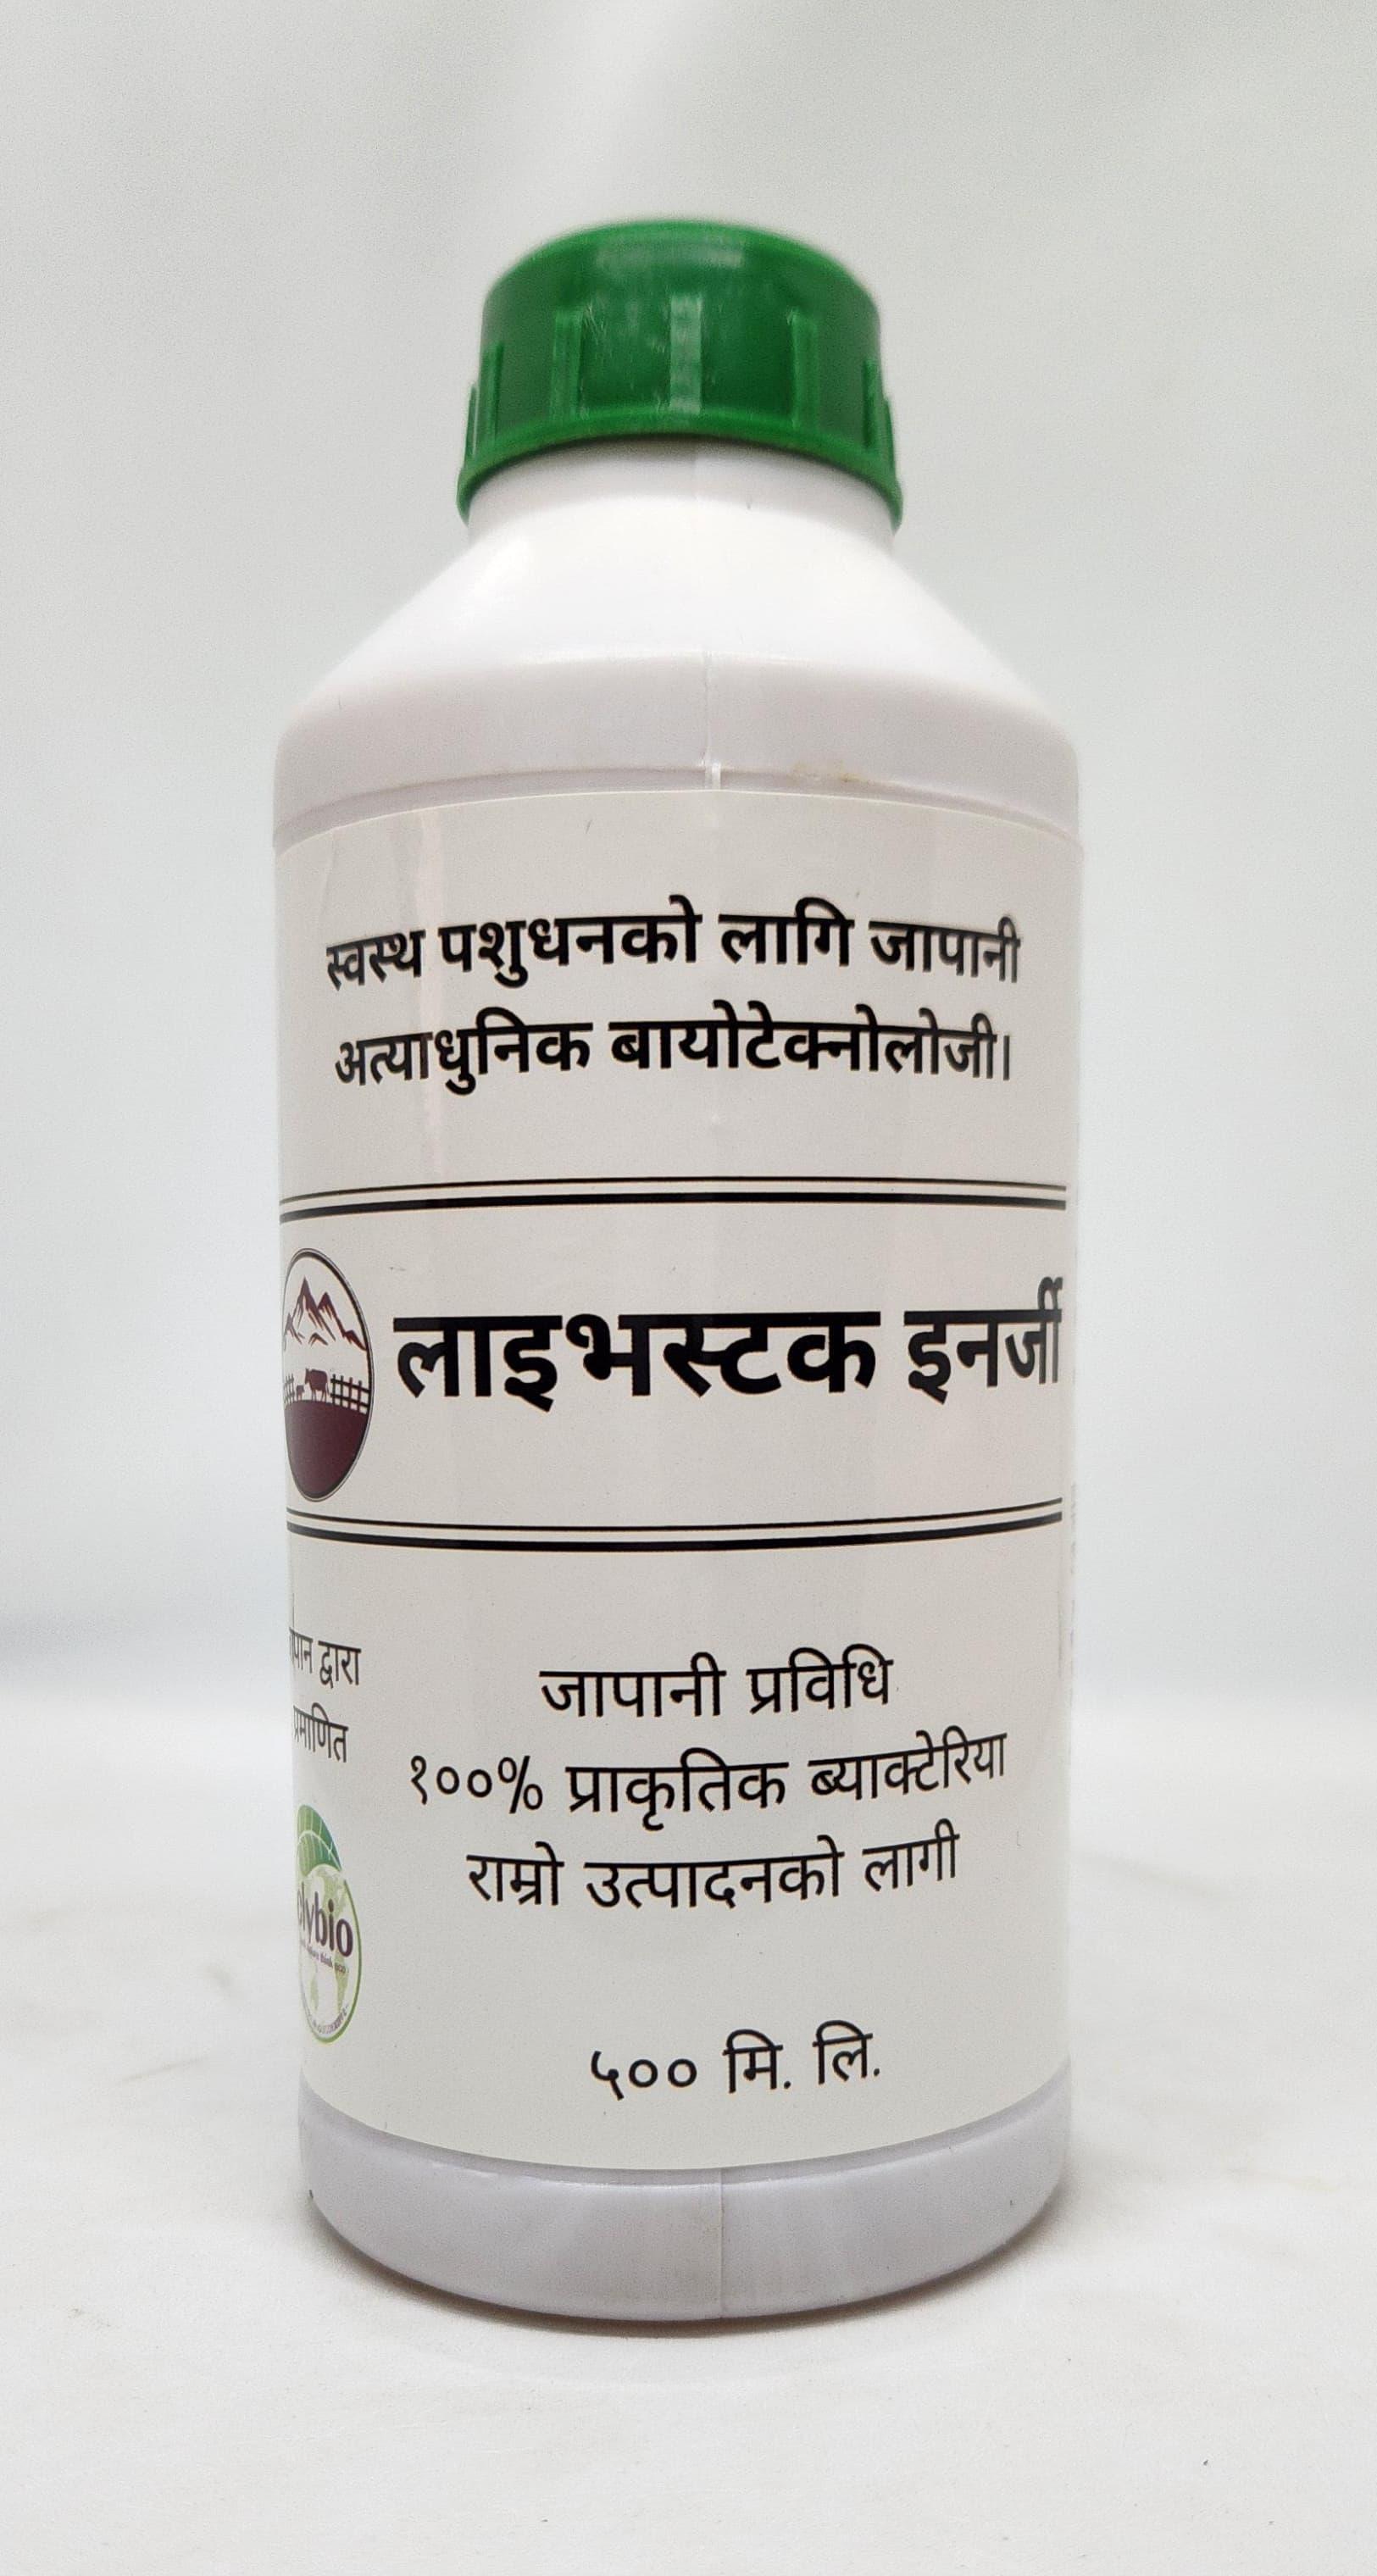 स्वस्थ पशुधनको लागि जापानी
अत्याधुनिक बायोटेक्नोलोजी।
लाइभस्टक इनर्जी
द्वारा
प्रमाणित
जापानी प्रविधि
१००% प्राकृतिक ब्याक्टेरिया
राम्रो उत्पादनको लागी
५०० मि. लि.